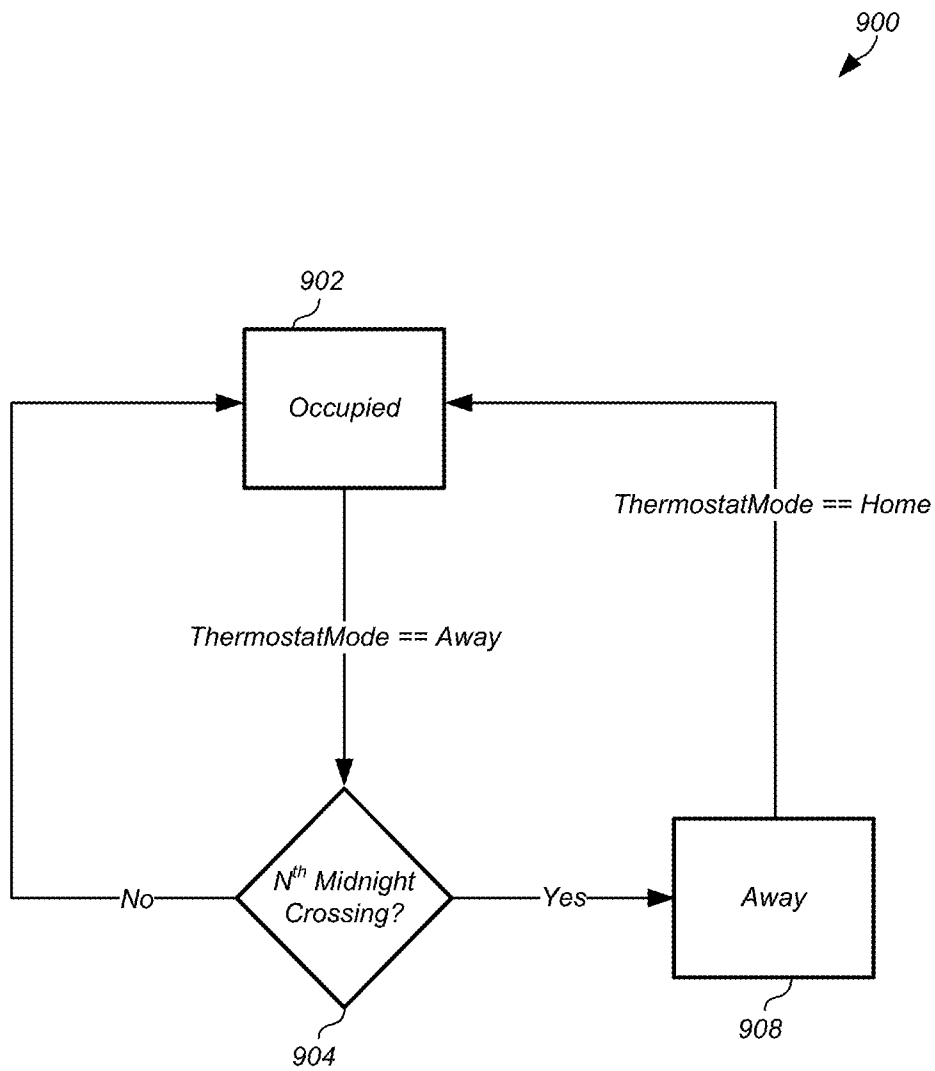 900
902
Occupied
ThermostatMode == Home
ThermostatMode == Away
Nth Midnight
Crossing?
No
Yes
Away
908
904